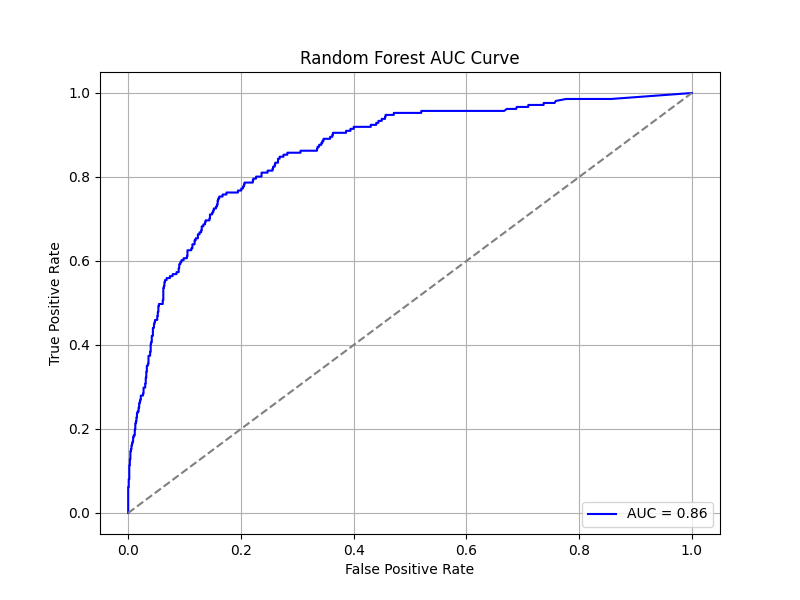 Random Forest AUC Curve
True Positive Rate
1.0
0.8
0.6
0.4
0.2
0.0
AUC = 0.86
0.0 0.2 0.4 0.6 0.8 1.0
False Positive Rate